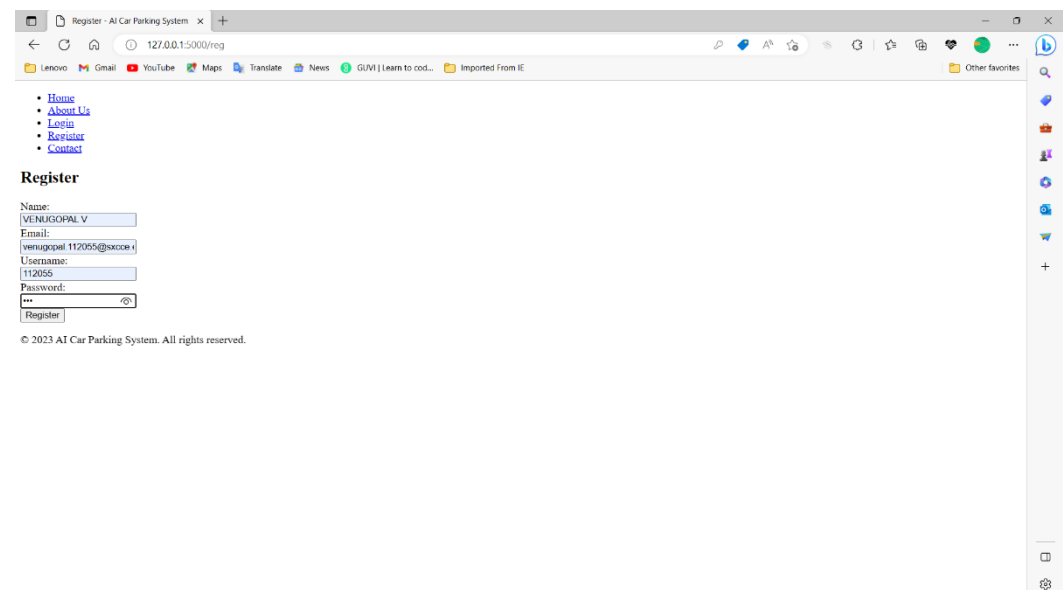 Register - AI Car Parking System
127.0.0.1:5000/reg
Lenovo Gmail YouTube Maps Translate News GUVI | Learn to cod... Imported From IE Other favorites
Home
About Us
Login
Register
Contact
Register
Name:
VENUGOPAL V
Email:
venugopal.112055@sxcce.e
Username:
112055
Password:
•••
Register
© 2023 AI Car Parking System. All rights reserved.